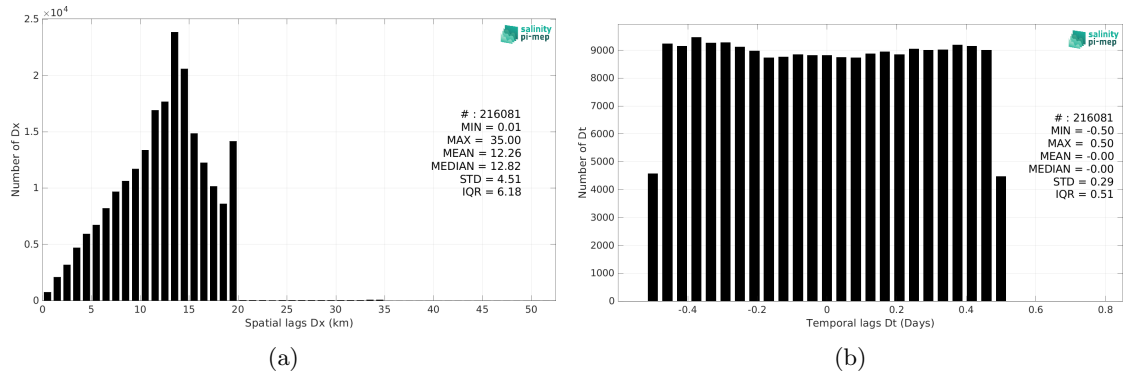 2.5 ×10⁴
2
1.5
1
0.5
0
Number of Dx
0 5 10 15 20 25 30 35 40 45 50
Spatial lags Dx (km)
salinity
pi-mep
# : 216081
MIN = 0.01
MAX = 35.00
MEAN = 12.26
MEDIAN = 12.82
STD = 4.51
IQR = 6.18
(a)
9000
8000
7000
6000
5000
4000
3000
2000
1000
0
Number of Dt
-0.4 -0.2 0 0.2 0.4 0.6 0.8
Temporal lags Dt (Days)
salinity
pi-mep
# : 216081
MIN = -0.50
MAX = 0.50
MEAN = -0.00
MEDIAN = -0.00
STD = 0.29
IQR = 0.51
(b)